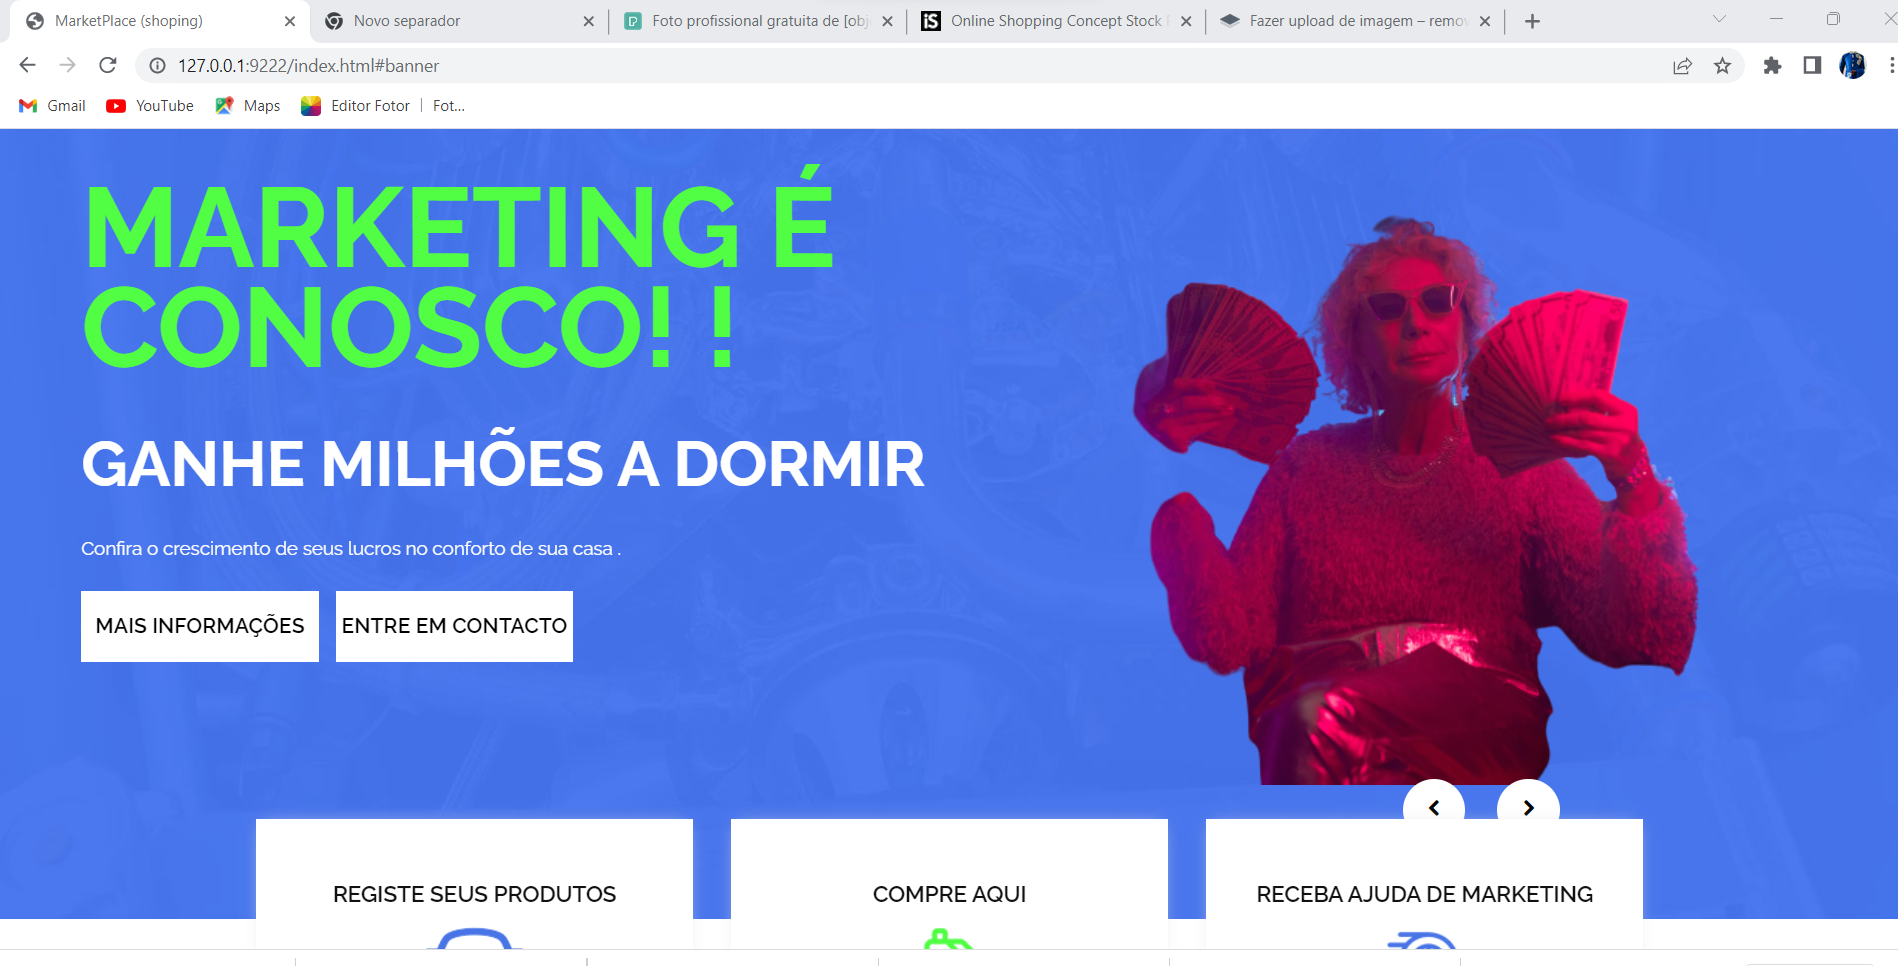 MarketPlace (shoping)
Novo separador
Foto profissional gratuita de [obj
Online Shopping Concept Stock
Fazer upload de imagem – remov
127.0.0.1:9222/index.html#banner
Gmail
YouTube
Maps
Editor Fotor | Fot...
MARKETING É
CONOSCO! !
GANHE MILHÕES A DORMIR
Confira o crescimento de seus lucros no conforto de sua casa .
MAIS INFORMAÇÕES
ENTRE EM CONTACTO
REGISTE SEUS PRODUTOS
COMPRE AQUI
RECEBA AJUDA DE MARKETING